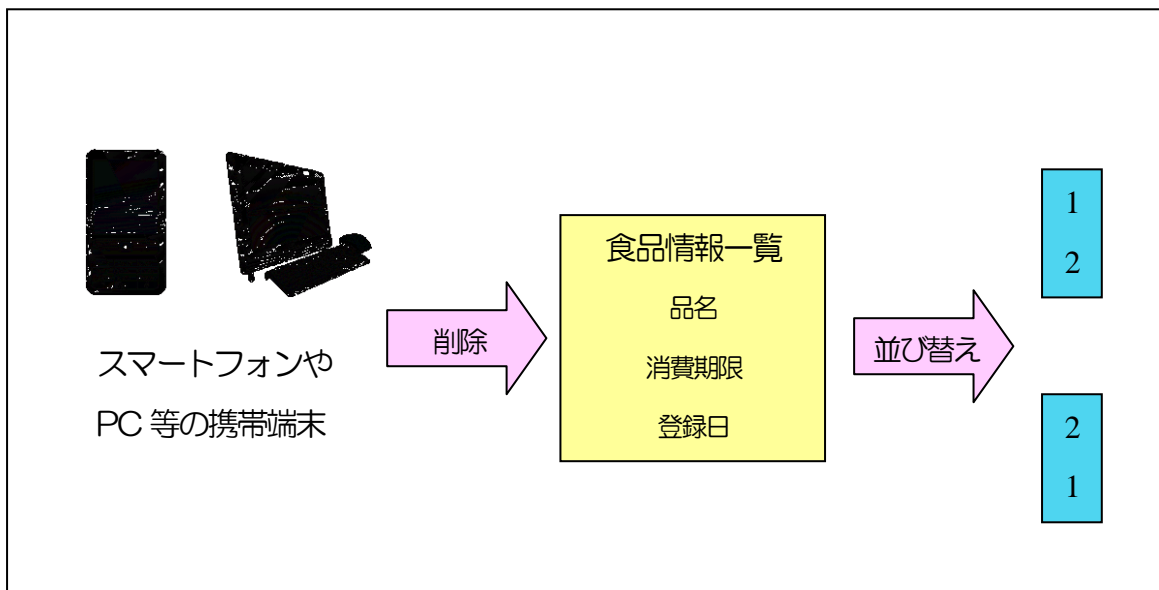 スマートフォンや
PC 等の携帯端末
削除
食品情報一覧
品名
消費期限
登録日
並び替え
1
2
2
1